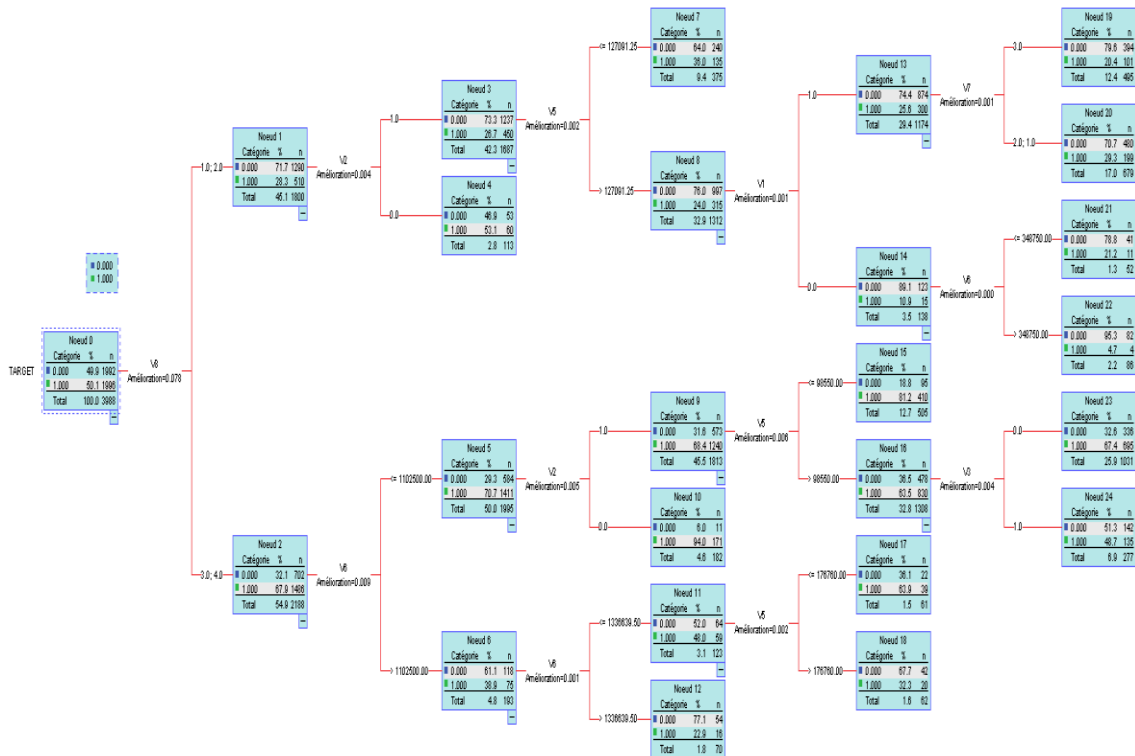 0.000
1.000
TARGET
Noeud 0
Catégorie % n
0.000 49.9 1992
1.000 50.1 1996
Total 100.0 3988
V8
Amélioration=0.078
1.0; 2.0
Noeud 1
Catégorie % n
0.000 71.7 1290
1.000 28.3 510
Total 45.1 1800
V2
Amélioration=0.004
3.0; 4.0
Noeud 2
Catégorie % n
0.000 32.1 702
1.000 67.9 1486
Total 54.9 2188
V6
Amélioration=0.009
1.0
Noeud 3
Catégorie % n
0.000 73.3 1237
1.000 26.7 450
Total 42.3 1687
V5
Amélioration=0.002
0.0
Noeud 4
Catégorie % n
0.000 46.9 53
1.000 53.1 60
Total 2.8 113
<= 1102500.00
Noeud 5
Catégorie % n
0.000 29.3 584
1.000 70.7 1411
Total 50.0 1995
V2
Amélioration=0.005
> 1102500.00
Noeud 6
Catégorie % n
0.000 61.1 118
1.000 38.9 75
Total 4.8 193
V6
Amélioration=0.001
<= 127091.25
Noeud 7
Catégorie % n
0.000 64.0 240
1.000 36.0 135
Total 9.4 375
> 127091.25
Noeud 8
Catégorie % n
0.000 76.0 997
1.000 24.0 315
Total 32.9 1312
V1
Amélioration=0.001
1.0
Noeud 9
Catégorie % n
0.000 31.6 573
1.000 68.4 1240
Total 45.5 1813
V5
Amélioration=0.006
0.0
Noeud 10
Catégorie % n
0.000 6.0 11
1.000 94.0 171
Total 4.6 182
<= 1336639.50
Noeud 11
Catégorie % n
0.000 52.0 64
1.000 48.0 59
Total 3.1 123
V5
Amélioration=0.002
> 1336639.50
Noeud 12
Catégorie % n
0.000 77.1 54
1.000 22.9 16
Total 1.8 70
1.0
Noeud 13
Catégorie % n
0.000 74.4 874
1.000 25.6 300
Total 29.4 1174
V7
Amélioration=0.001
0.0
Noeud 14
Catégorie % n
0.000 89.1 123
1.000 10.9 15
Total 3.5 138
V6
Amélioration=0.000
<= 98550.00
Noeud 15
Catégorie % n
0.000 18.8 95
1.000 81.2 410
Total 12.7 505
> 98550.00
Noeud 16
Catégorie % n
0.000 36.5 478
1.000 63.5 830
Total 32.8 1308
V3
Amélioration=0.004
<= 176760.00
Noeud 17
Catégorie % n
0.000 36.1 22
1.000 63.9 39
Total 1.5 61
> 176760.00
Noeud 18
Catégorie % n
0.000 67.7 42
1.000 32.3 20
Total 1.6 62
3.0
Noeud 19
Catégorie % n
0.000 79.6 394
1.000 20.4 101
Total 12.4 495
2.0; 1.0
Noeud 20
Catégorie % n
0.000 70.7 480
1.000 29.3 199
Total 17.0 679
<= 348750.00
Noeud 21
Catégorie % n
0.000 78.8 41
1.000 21.2 11
Total 1.3 52
> 348750.00
Noeud 22
Catégorie % n
0.000 95.3 82
1.000 4.7 4
Total 2.2 86
0.0
Noeud 23
Catégorie % n
0.000 32.6 336
1.000 67.4 695
Total 25.9 1031
1.0
Noeud 24
Catégorie % n
0.000 51.3 142
1.000 48.7 135
Total 6.9 277